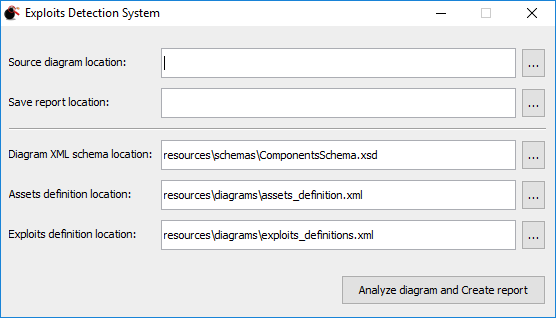 Exploits Detection System
Source diagram location:
...
Save report location:
...
Diagram XML schema location: resources\schemas\ComponentsSchema.xsd ...
Assets definition location: resources\diagrams\assets_definition.xml ...
Exploits definition location: resources\diagrams\exploits_definitions.xml ...
Analyze diagram and Create report